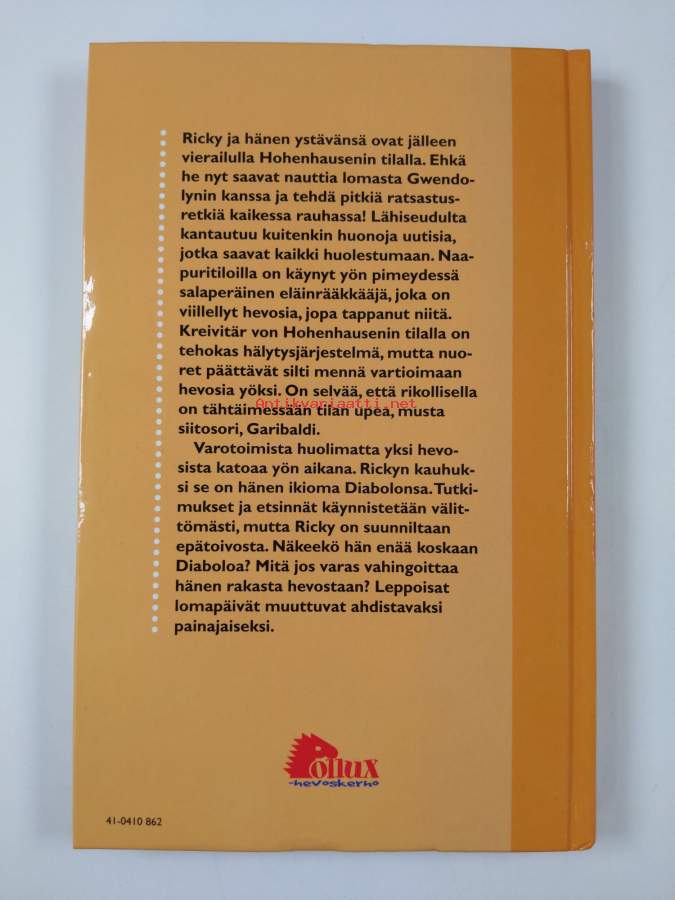 Ricky ja hänen ystävänsä ovat jälleen
vierailulla Hohenhausenin tilalla. Ehkä
he nyt saavat nauttia lomasta Gwendo-
lynin kanssa ja tehdä pitkiä ratsastus-
retkiä kaikessa rauhassa! Lähiseudulta
kantautuu kuitenkin huonoja uutisia,
jotka saavat kaikki huolestumaan. Naa-
puritiloilla on käynyt yön pimeydessä
salaperäinen eläinrääkkääjä, joka on
viillellyt hevosia, jopa tappanut niitä.
Kreivitär von Hohenhausenin tilalla on
tehokas hälytysjärjestelmä, mutta nuo-
ret päättävät silti mennä vartioimaan
hevosia yöksi. On selvää, että rikollisella
Antikvariaatti.net
on tähtäimessään tilan upea, musta
siitosori, Garibaldi.
Varotoimista huolimatta yksi hevo-
sista katoaa yön aikana. Rickyn kauhuk-
si se on hänen ikioma Diabolonsa. Tutki-
mukset ja etsinnät käynnistetään välit-
tömästi, mutta Ricky on suunniltaan
epätoivosta. Näkeekö hän enää koskaan
Diaboloa? Mitä jos varas vahingoittaa
hänen rakasta hevostaan? Leppoisat
lomapäivät muuttuvat ahdistavaksi
painajaiseksi.
Pollux
-hevoskerho
41-0410 862